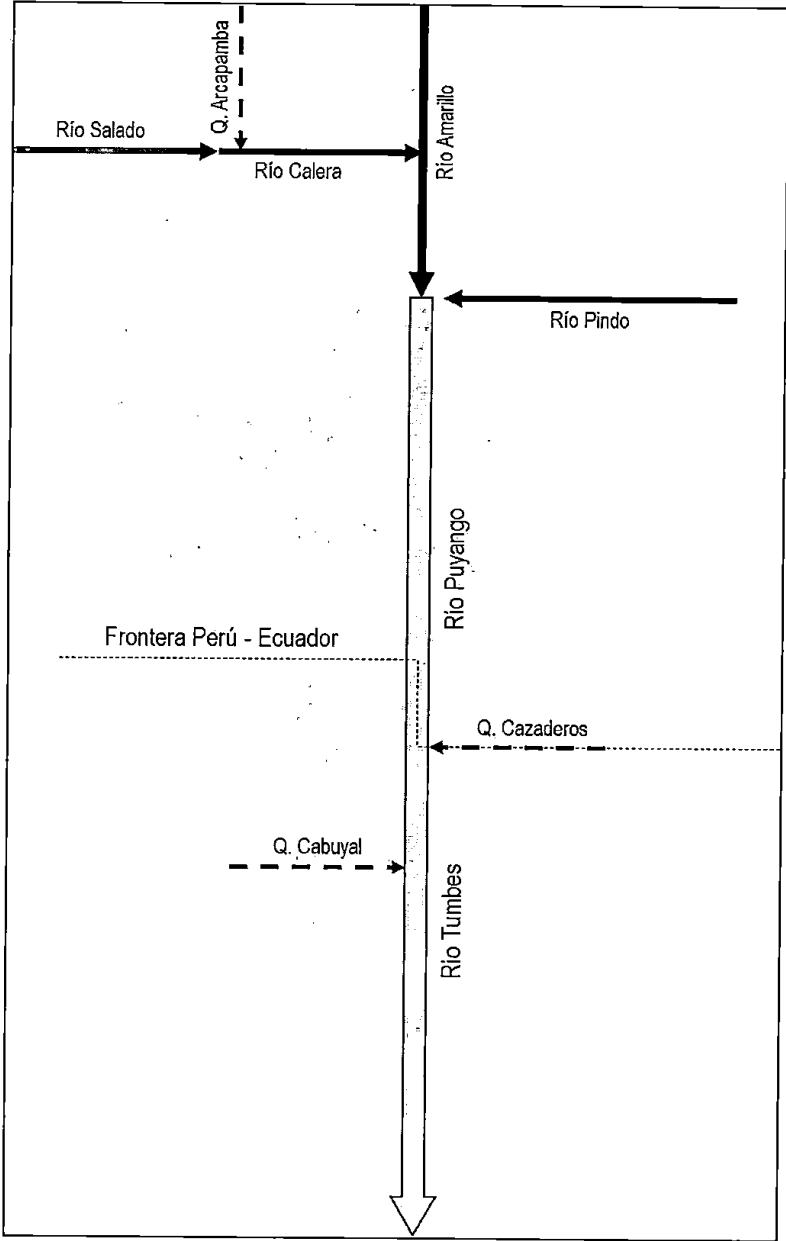 Q. Arcapamba
Río Amarillo
Río Salado
Río Calera
Río Pindo
Río Puyango
Frontera Perú - Ecuador
Q. Cazaderos
Q. Cabuyal
Río Tumbes